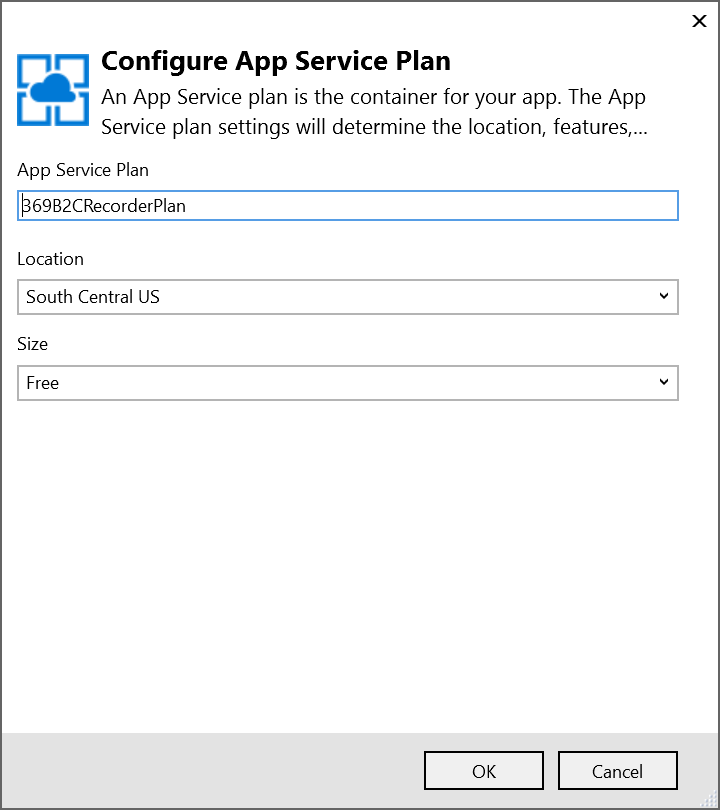 Configure App Service Plan
An App Service plan is the container for your app. The App
Service plan settings will determine the location, features,...
App Service Plan
369B2CRecorderPlan
Location
South Central US
Size
Free
OK
Cancel